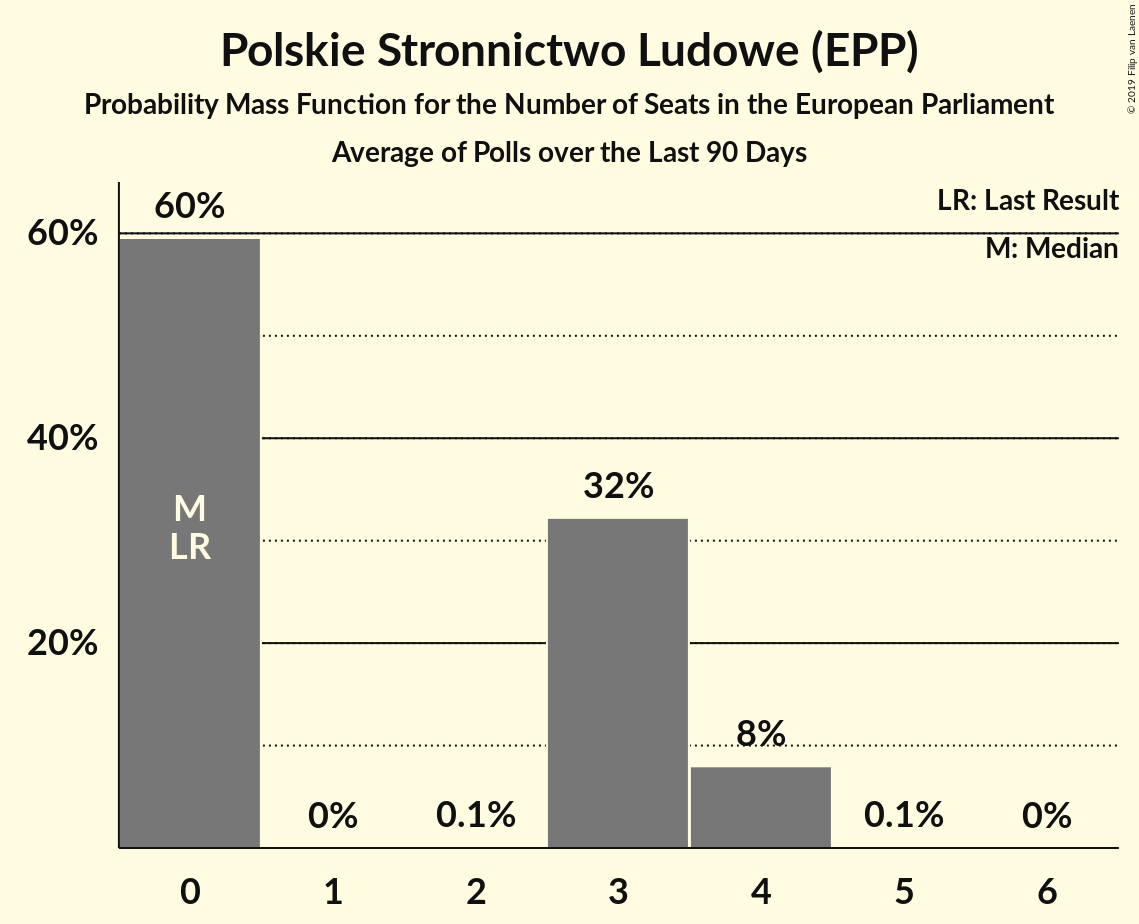 Polskie Stronnictwo Ludowe (EPP)
Probability Mass Function for the Number of Seats in the European Parliament
Average of Polls over the Last 90 Days
© 2019 Filip van Laenen
LR: Last Result
M: Median
60%
40%
20%
60%
0%
0.1%
32%
8%
0.1%
0%
M
LR
0 1 2 3 4 5 6